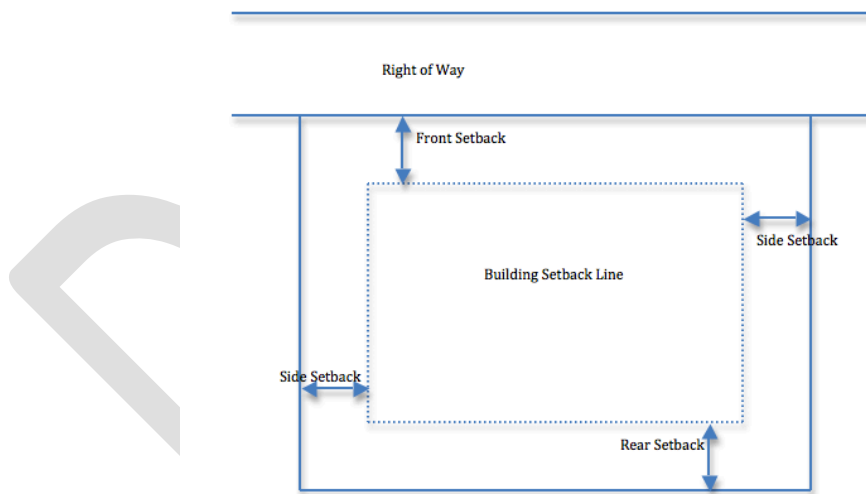 Right of Way
Front Setback
Side Setback
Building Setback Line
Side Setback
Rear Setback